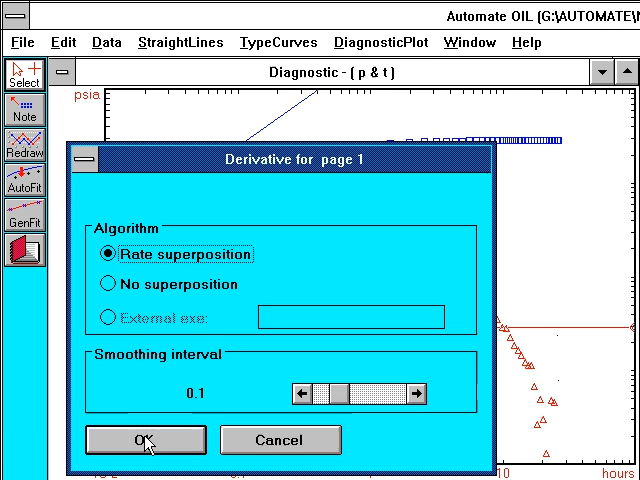 Automate OIL (G:\AUTOMATE\
File Edit Data StraightLines TypeCurves DiagnosticPlot Window Help
Select
Diagnostic - ( p & t )
psia
Note
Redraw
AutoFit
GenFit
Derivative for page 1
Algorithm
Rate superposition
No superposition
External exe:
Smoothing interval
0.1
OK
Cancel
10
hours